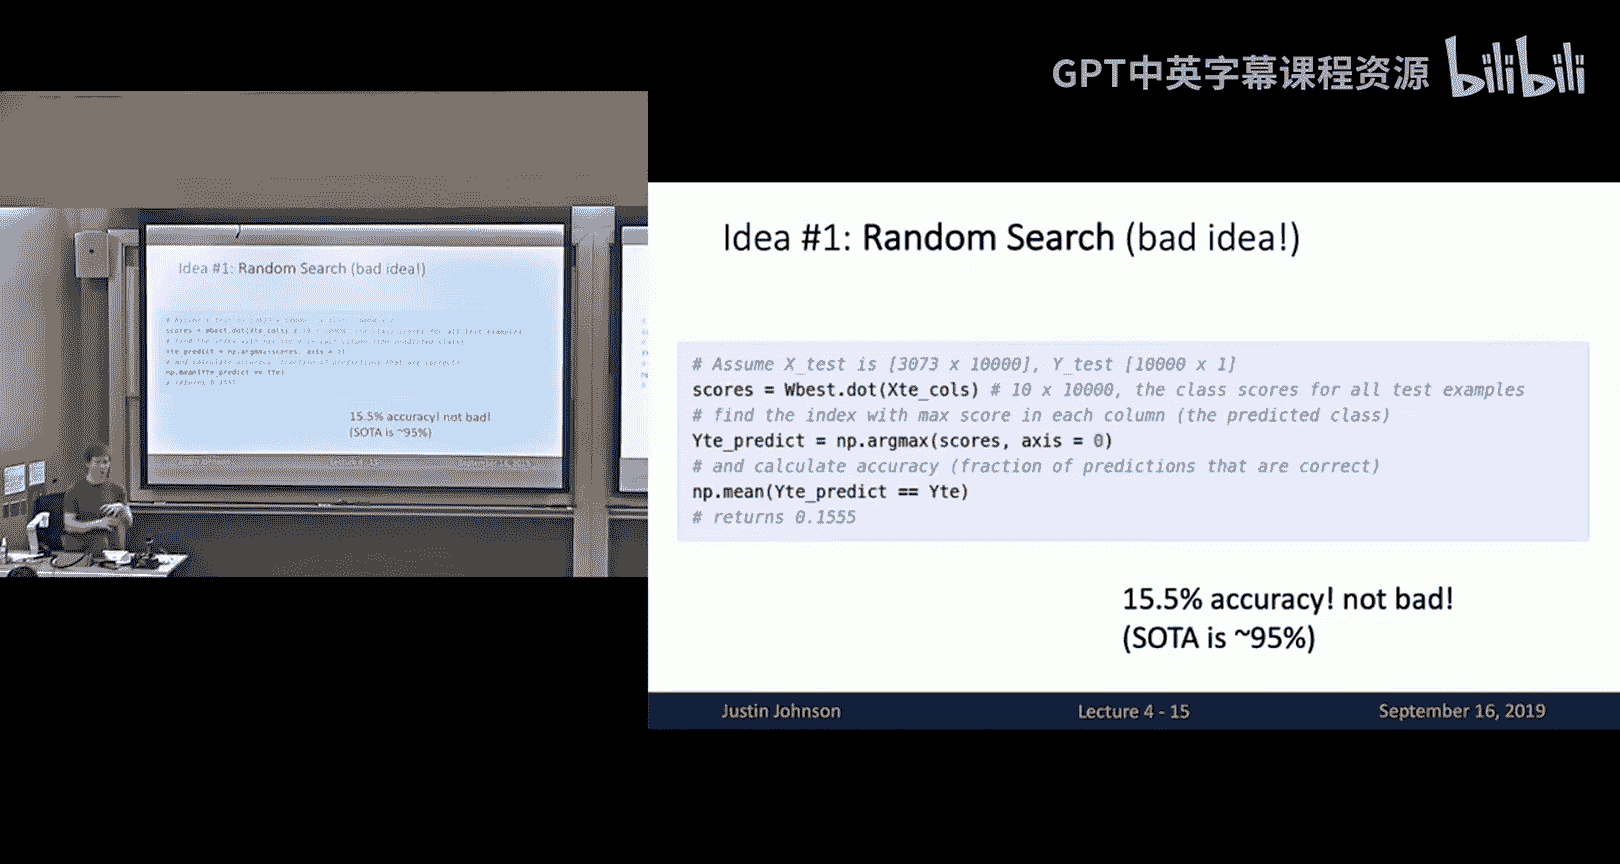 GPT中英字幕课程资源 bilibili
Idea #1: Random Search (bad idea!)
15.5% accuracy! not bad!
(SOTA is ~95%)
Idea #1: Random Search (bad idea!)
# Assume X_test is [3073 x 10000], Y_test [10000 x 1]
scores = Wbest.dot(Xte_cols) # 10 x 10000, the class scores for all test examples
# find the index with max score in each column (the predicted class)
Yte_predict = np.argmax(scores, axis = 0)
# and calculate accuracy (fraction of predictions that are correct)
np.mean(Yte_predict == Yte)
# returns 0.1555
15.5% accuracy! not bad!
(SOTA is ~95%)
Justin Johnson
Lecture 4 - 15
September 16, 2019